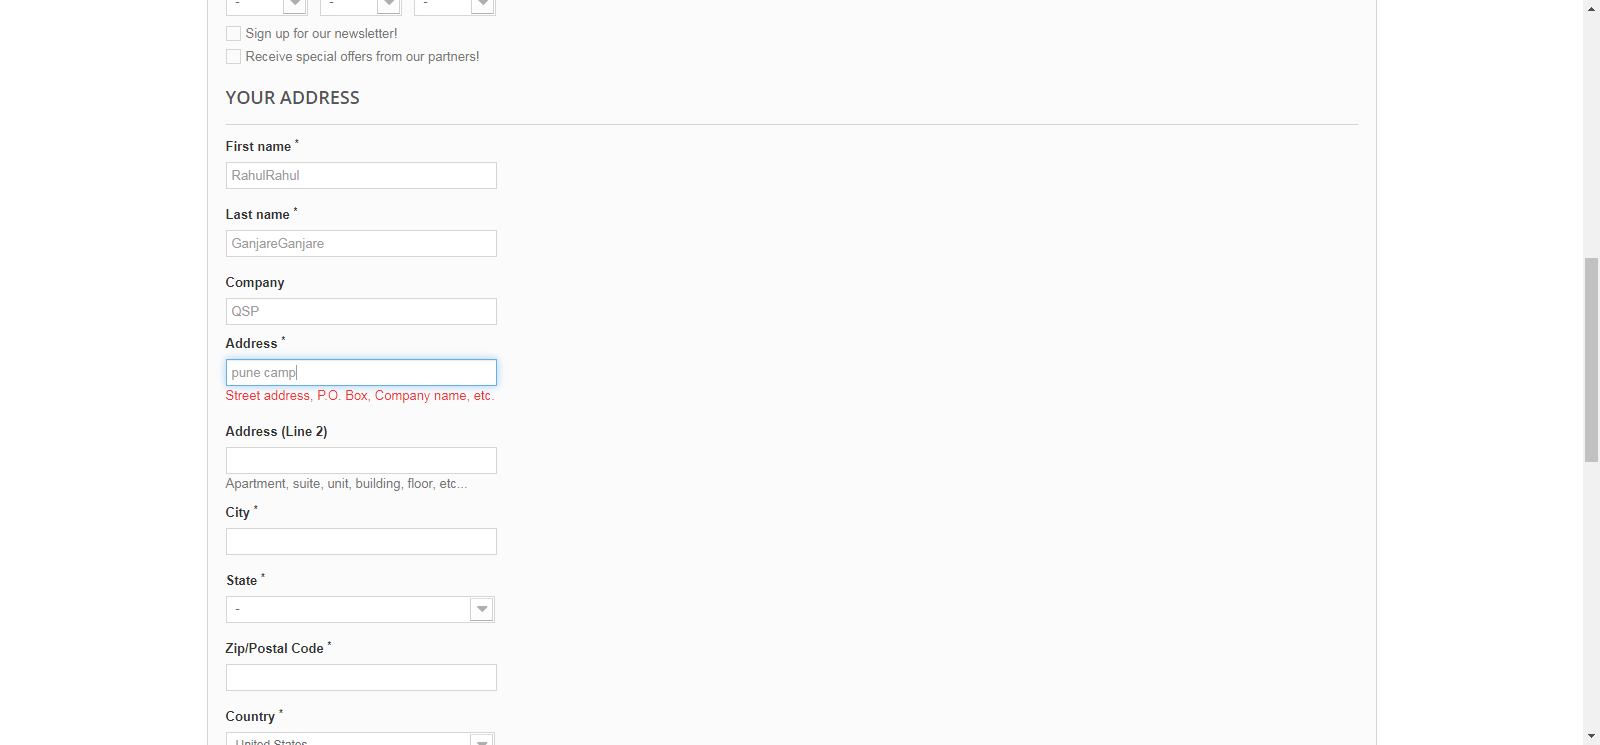 - - -
Sign up for our newsletter!
Receive special offers from our partners!
YOUR ADDRESS
First name *
RahulRahul
Last name *
GanjareGanjare
Company
QSP
Address *
pune camp
Street address, P.O. Box, Company name, etc.
Address (Line 2)
Apartment, suite, unit, building, floor, etc...
City *
State *
-
Zip/Postal Code *
Country *
United States